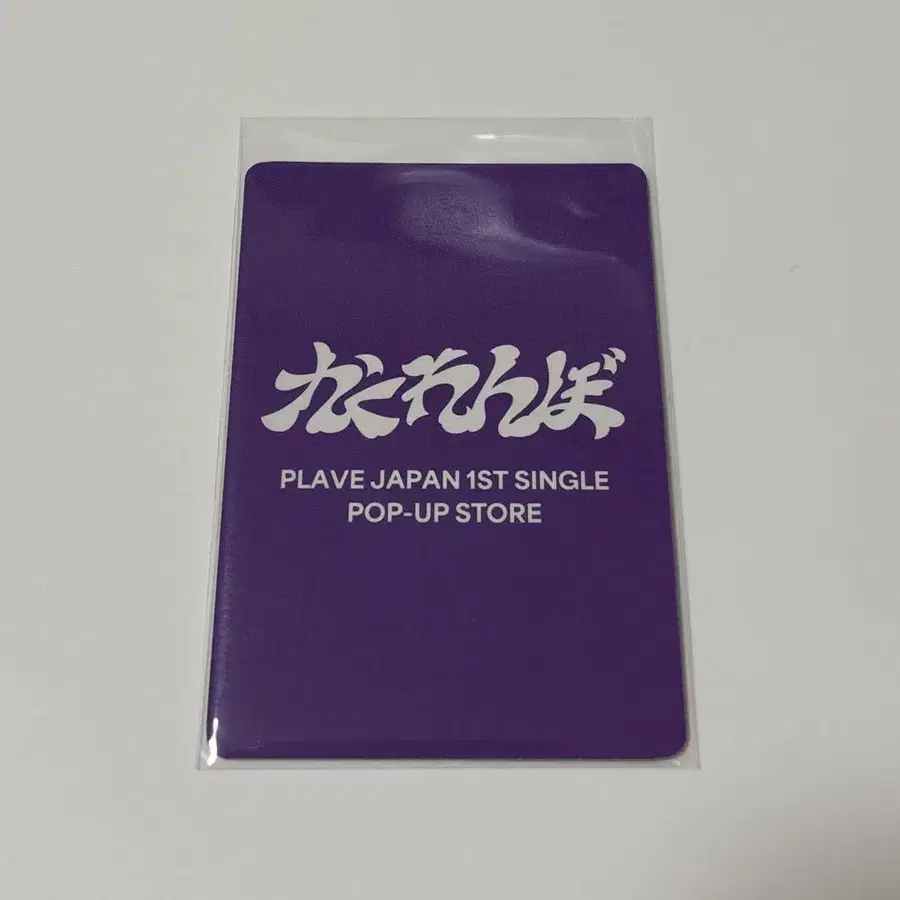 かくれんぼ
PLAVE JAPAN 1ST SINGLE
POP-UP STORE